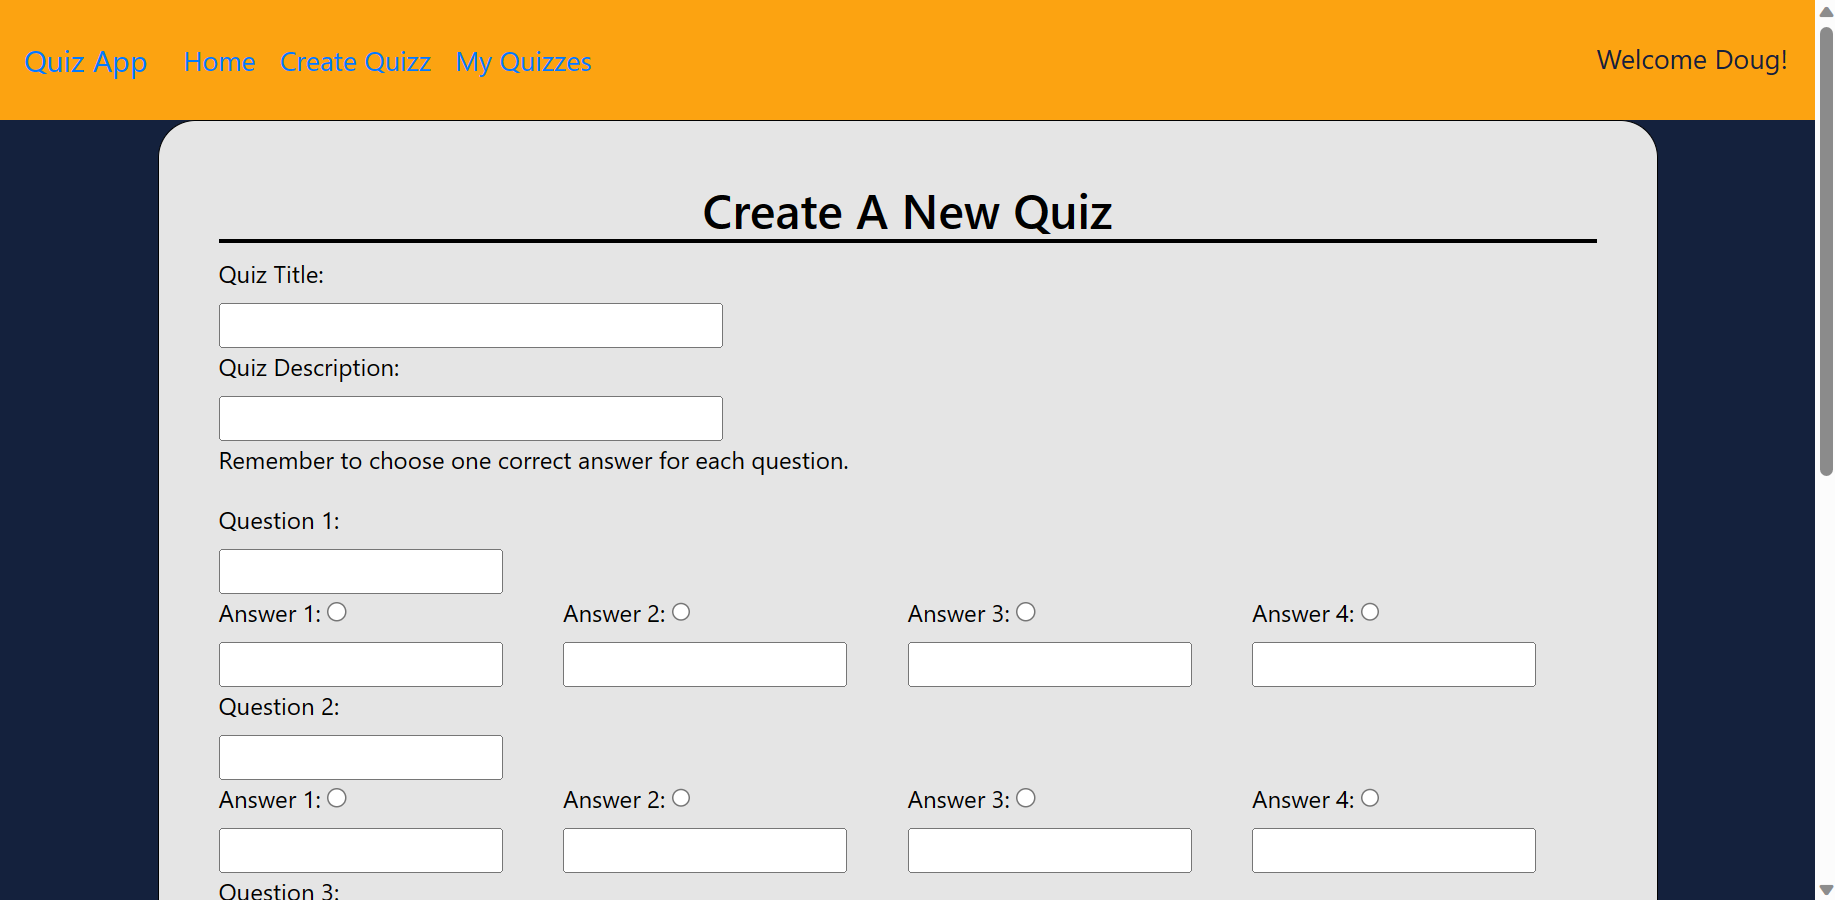 Quiz App Home Create Quizz My Quizzes Welcome Doug!
Create A New Quiz
Quiz Title:
Quiz Description:
Remember to choose one correct answer for each question.
Question 1:
Answer 1: Answer 2: Answer 3: Answer 4:
Question 2:
Answer 1: Answer 2: Answer 3: Answer 4:
Question 3: